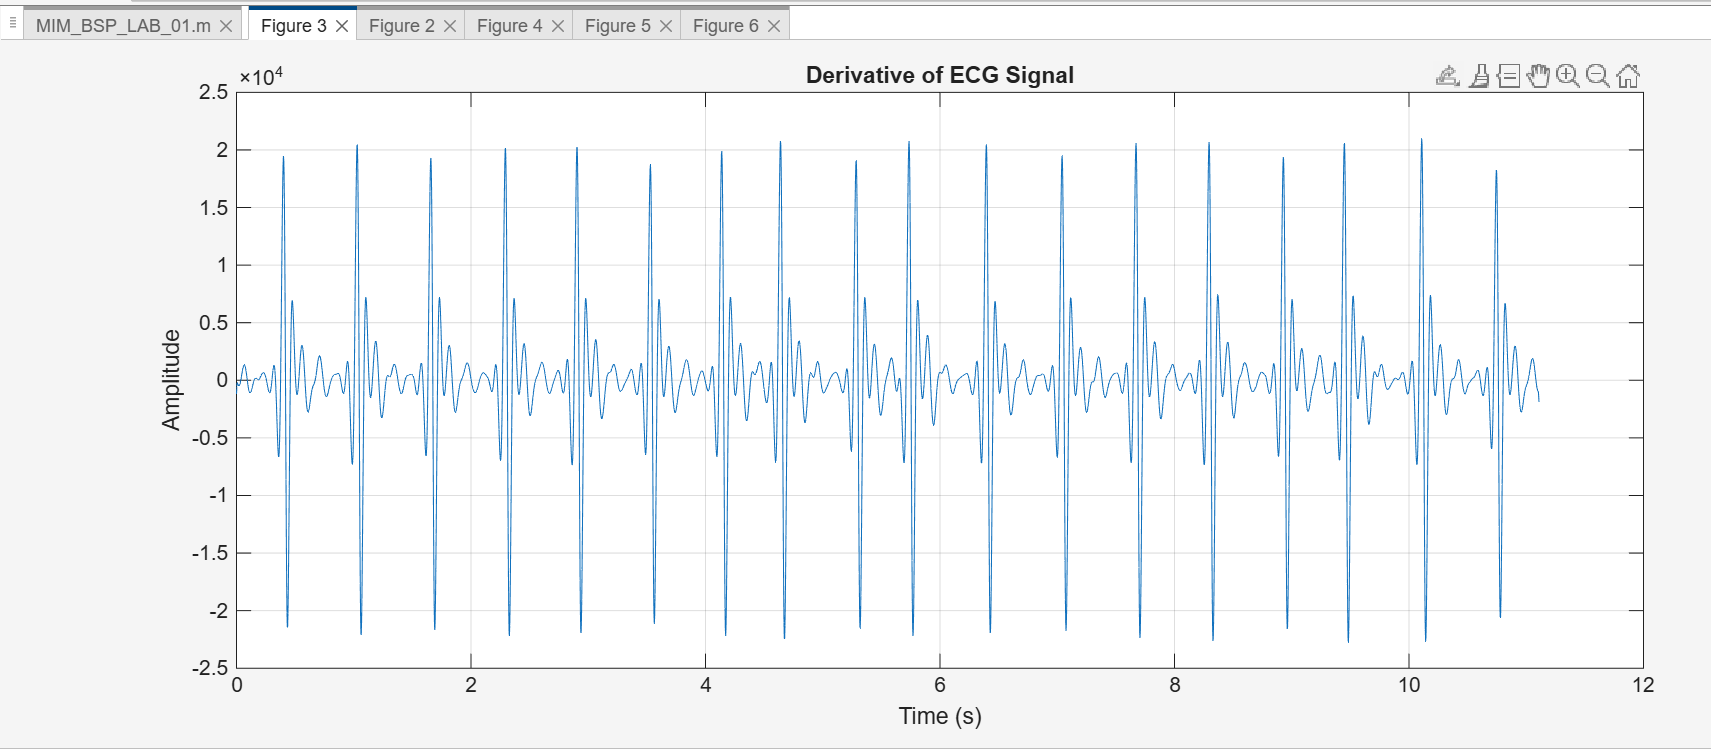 MIM_BSP_LAB_01.m
Figure 3
Figure 2
Figure 4
Figure 5
Figure 6
Derivative of ECG Signal
×10⁴
2.5
2
1.5
1
0.5
0
-0.5
-1
-1.5
-2
-2.5
Amplitude
0 2 4 6 8 10 12
Time (s)